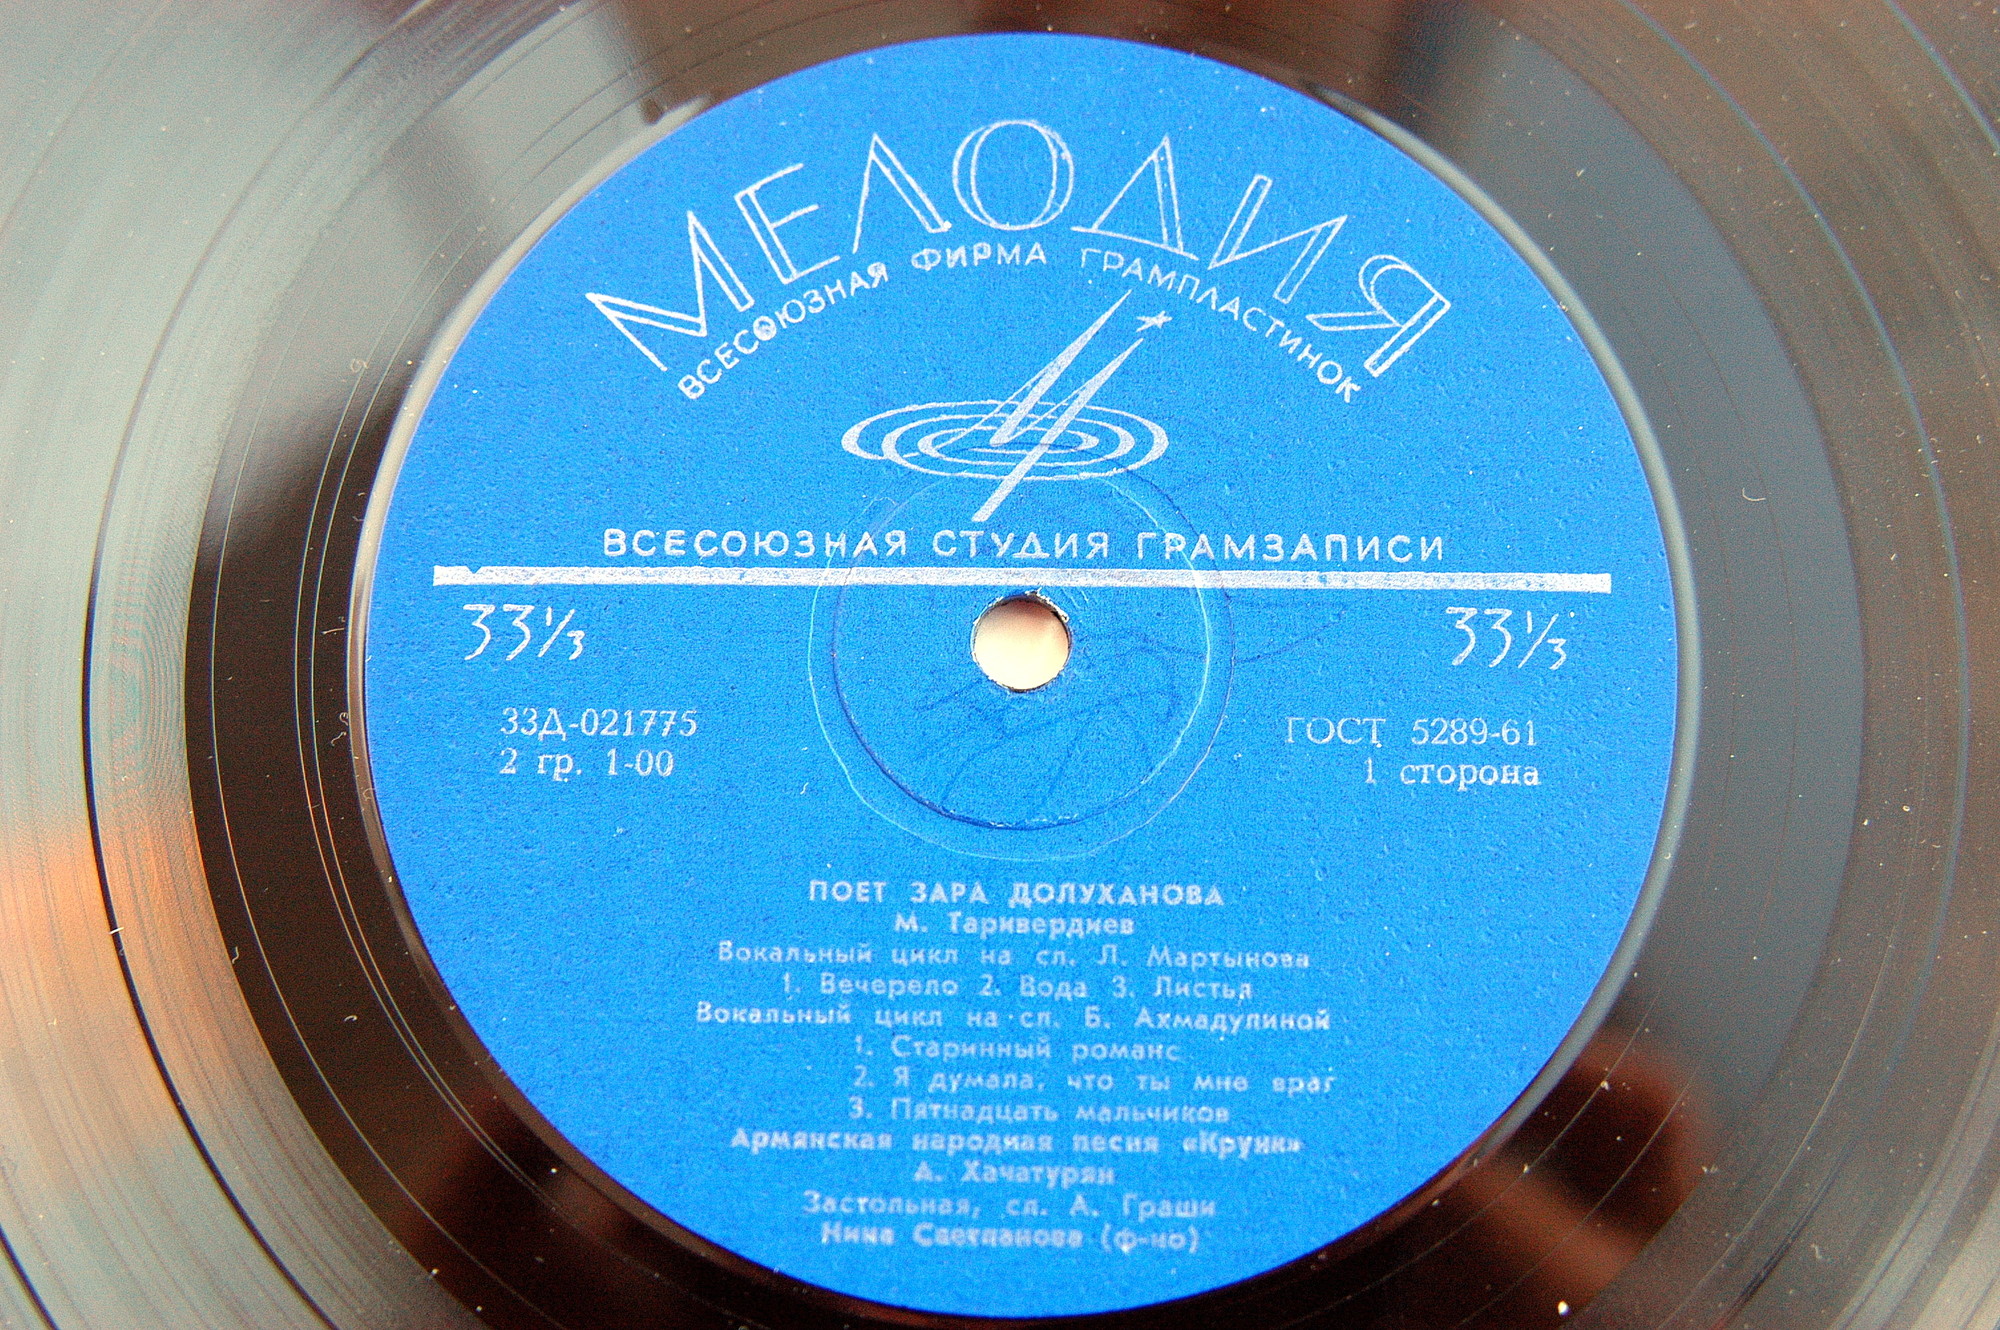 МЕЛОДИЯ
ВСЕСОЮЗНАЯ ФИРМА ГРАМПЛАСТИНОК
ВСЕСОЮЗНАЯ СТУДИЯ ГРАМЗАПИСИ
33⅓ 33⅓
33Д-021775 ГОСТ 5289-61
2 гр. 1-00 1 сторона
ПОЕТ ЗАРА ДОЛУХАНОВА
М. Таривердиев
Вокальный цикл на сл. Л. Мартынова
1. Вечерело 2. Вода 3. Листья
Вокальный цикл на сл. Б. Ахмадулиной
1. Старинный романс
2. Я думала, что ты мне враг
3. Пятнадцать мальчиков
Армянская народная песня «Крунк»
А. Хачатурян
Застольная, сл. А. Граши
Нина Светланова (ф-но)